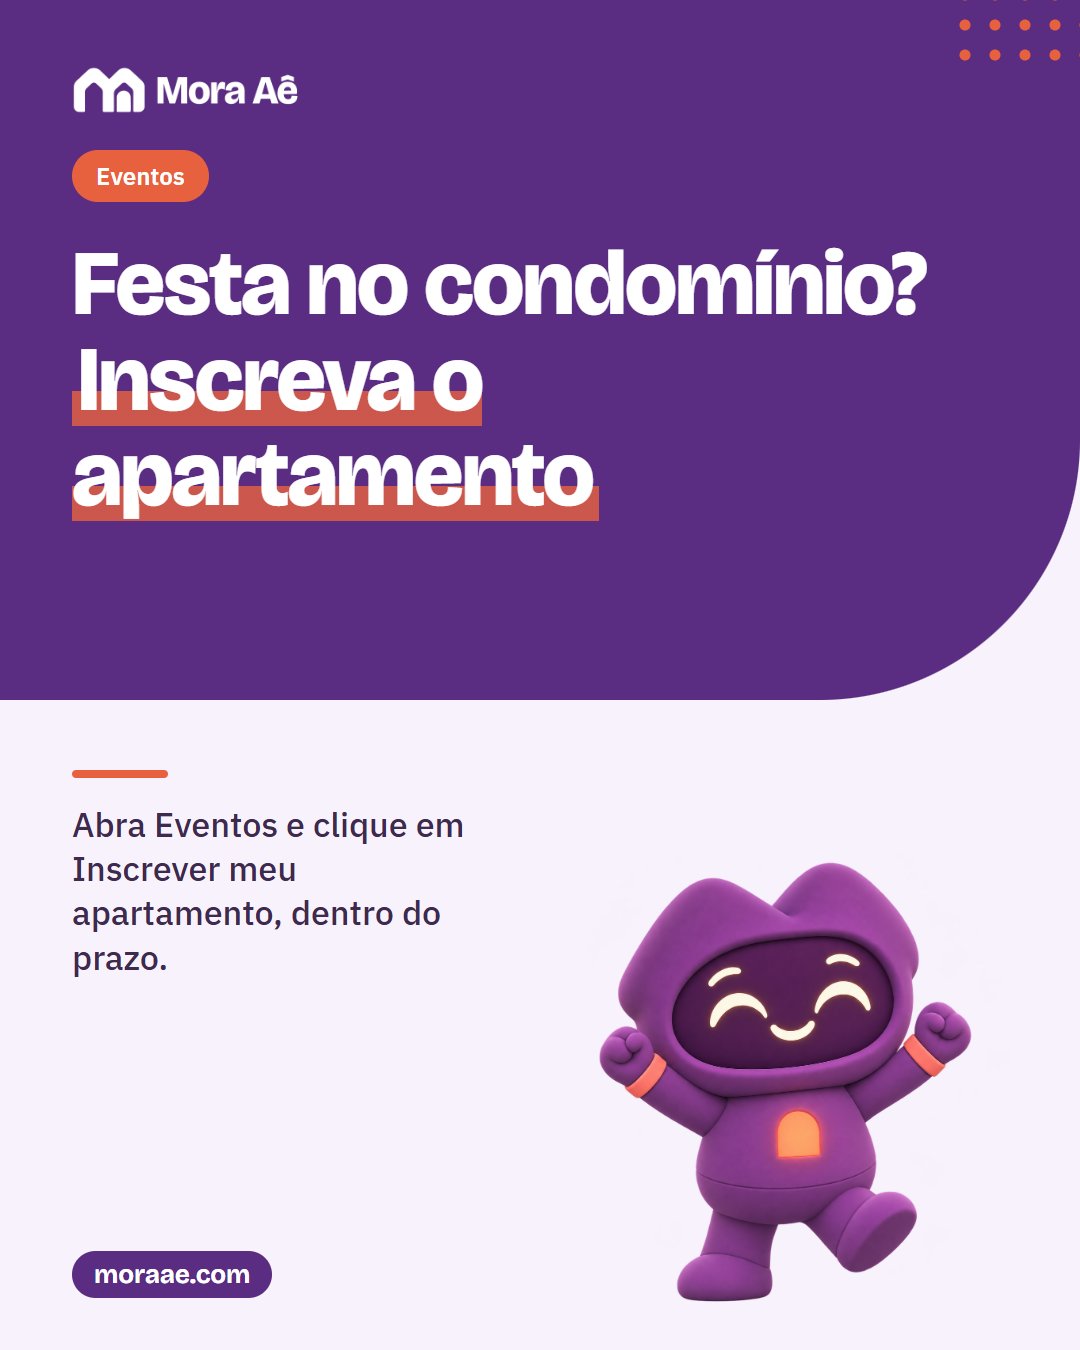 Mora Aê
Eventos
Festa no condomínio?
Inscreva o
apartamento
Abra Eventos e clique em
Inscrever meu
apartamento, dentro do
prazo.
moraae.com